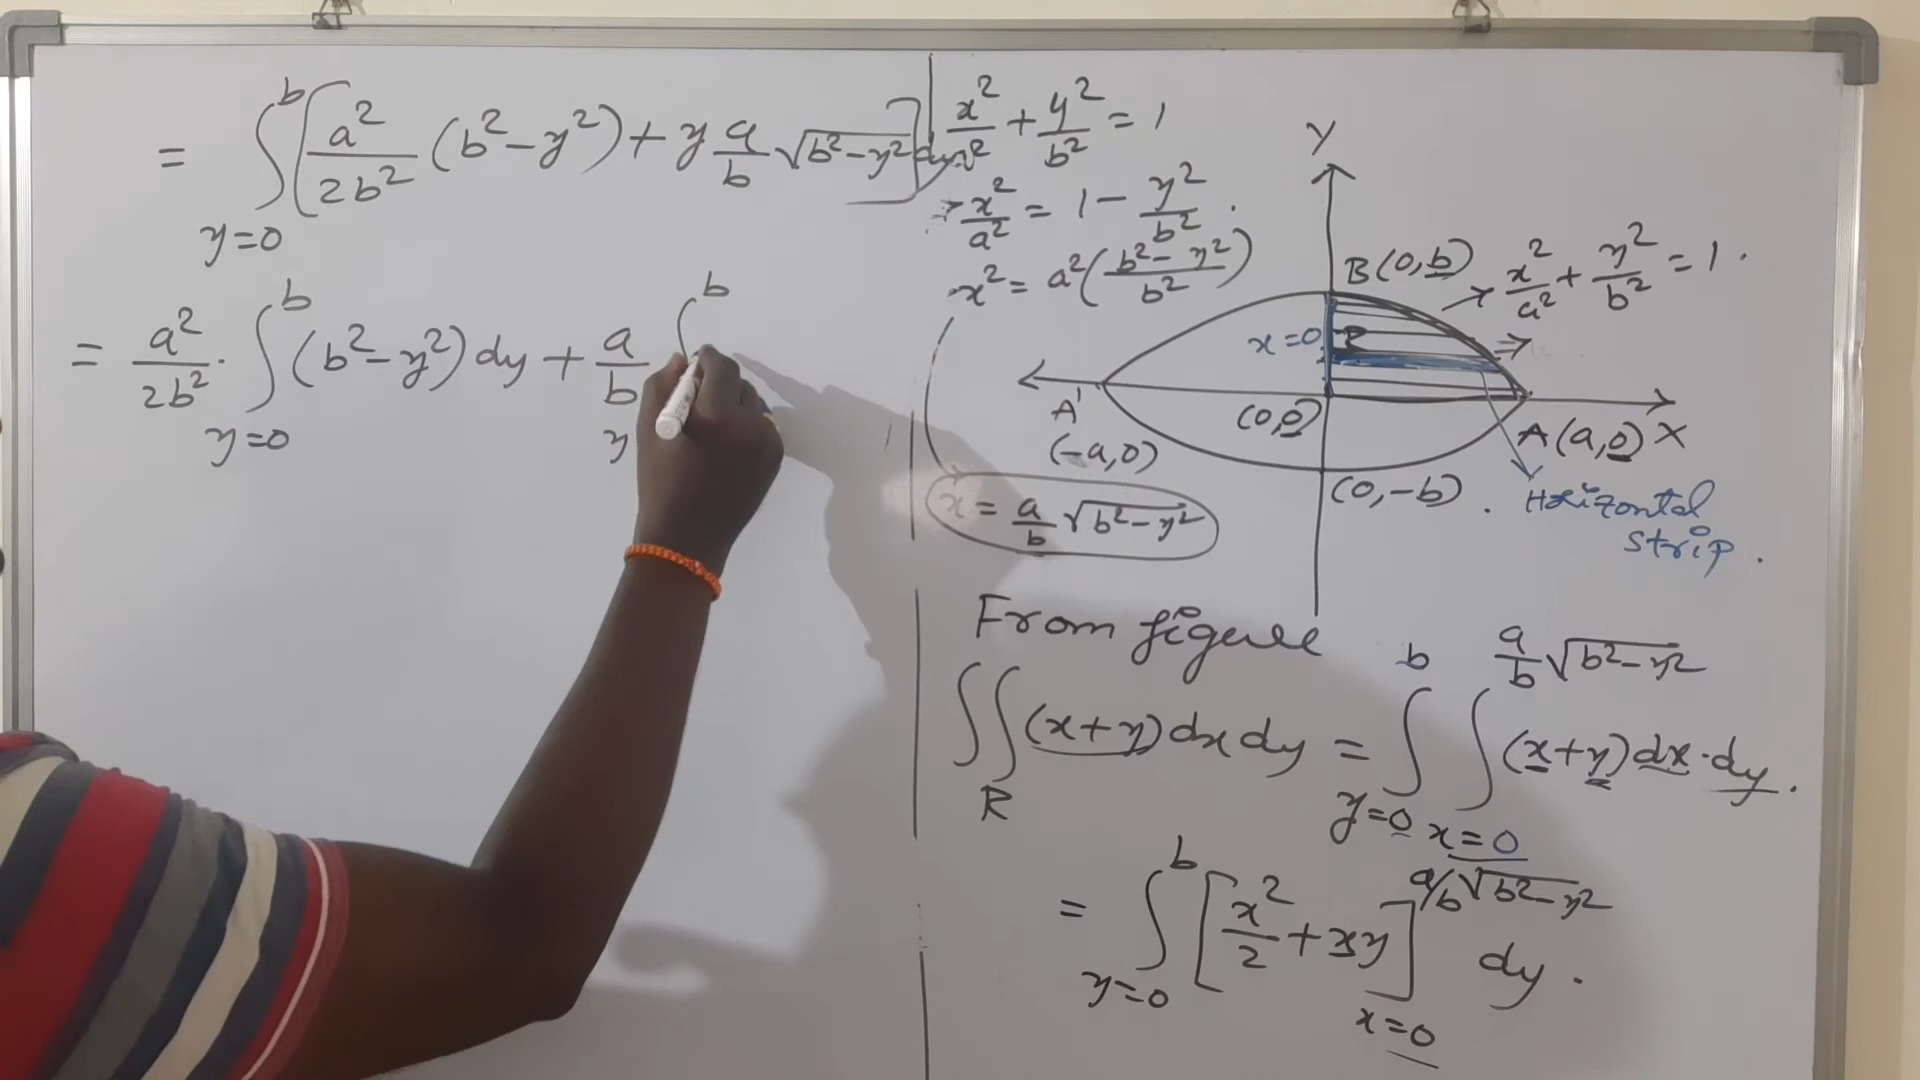 = ∫_{y=0}^{b} [a²/2b² (b²-y²) + y a/b √(b²-y²)] dy
= a²/2b² · ∫_{y=0}^{b} (b²-y²) dy + a/b ∫_{y}^{b}
x²/a² + y²/b² = 1
x²/a² = 1 - y²/b² .
x² = a² (b²-y²/b²)
x = a/b √(b²-y²)
Y
B(0,b)
x²/a² + y²/b² = 1 .
x=0
P
(0,0)
A'
(-a,0)
A(a,0) X
(0,-b) .
Horizontal
strip .
From figure
∬_R (x+y) dx dy = ∫_{y=0}^{b} ∫_{x=0}^{a/b √(b²-y²)} (x+y) dx · dy .
= ∫_{y=0}^{b} [x²/2 + xy]_{x=0}^{a/b √(b²-y²)} dy .